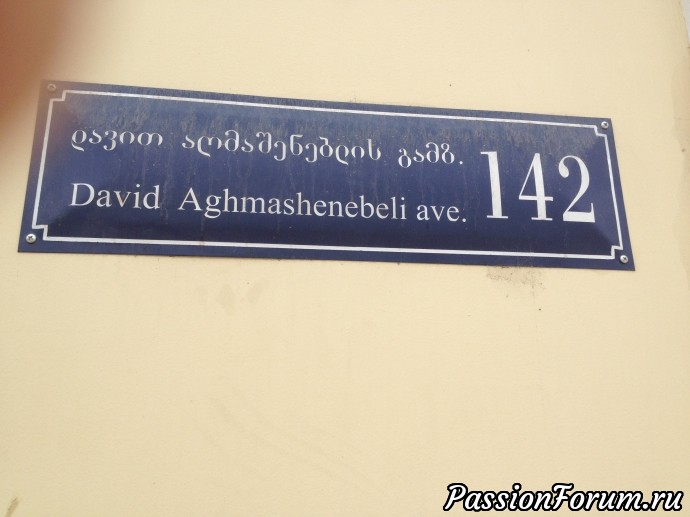 დავით აღმაშენებლის გამზ.
David Aghmashenebeli ave.
142
PassionForum.ru